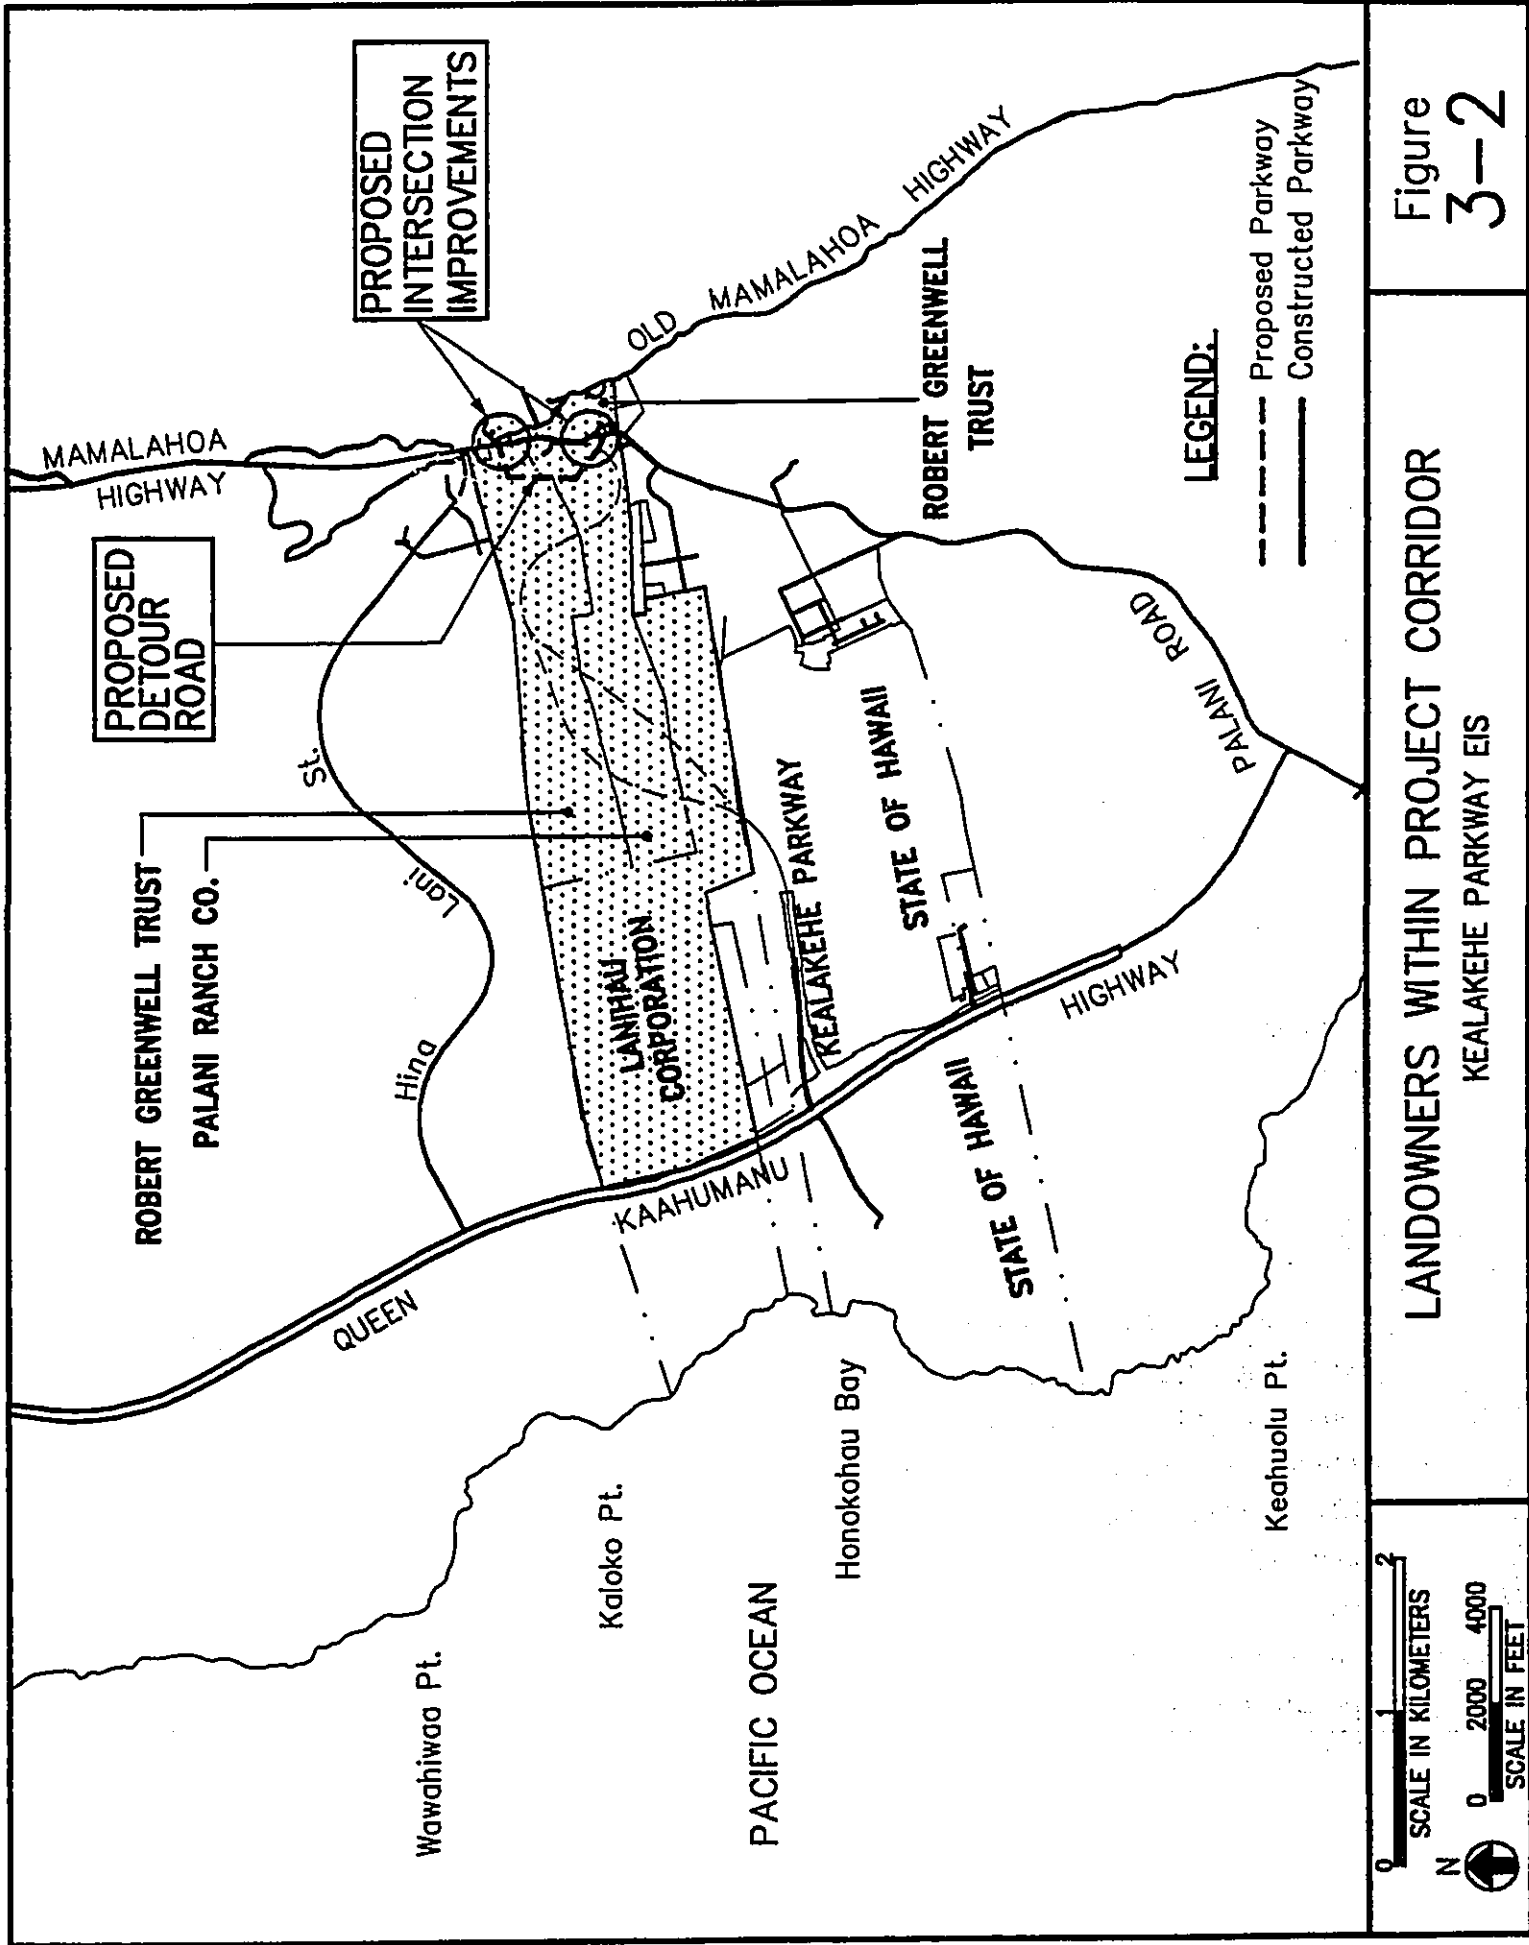 PROPOSED
INTERSECTION
IMPROVEMENTS
MAMALAHOA
HIGHWAY
PROPOSED
DETOUR
ROAD
OLD
MAMALAHOA
HIGHWAY
ROBERT GREENWELL
TRUST
ROBERT GREENWELL TRUST
PALANI RANCH CO.
Hina
Lani
St.
LANIHAU
CORPORATION
KEALAKEHE PARKWAY
STATE OF HAWAII
STATE OF HAWAII
PALANI
ROAD
QUEEN
KAAHUMANU
HIGHWAY
Wawahiwaa Pt.
Kaloko Pt.
Honokohau Bay
Keahuolu Pt.
PACIFIC OCEAN
LEGEND:
Proposed Parkway
Constructed Parkway
N
0 1 2
SCALE IN KILOMETERS
0 2000 4000
SCALE IN FEET
LANDOWNERS WITHIN PROJECT CORRIDOR
KEALAKEHE PARKWAY EIS
Figure
3-2